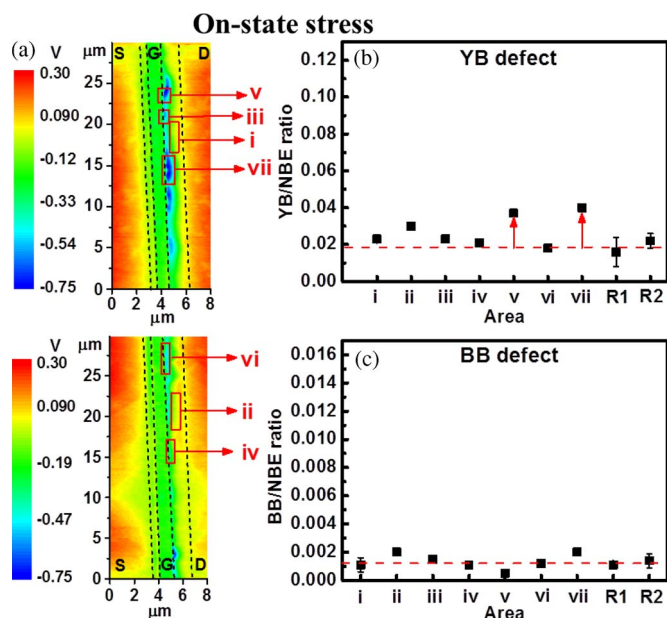 On-state stress
(a)
V
μm
S G D
0.30
0.090
-0.12
-0.33
-0.54
-0.75
30
25
20
15
10
5
0
0 2 4 6 8
μm
v
iii
i
vii
V
μm
0.30
0.090
-0.19
-0.47
-0.75
30
25
20
15
10
5
0
S G D
0 2 4 6 8
μm
vi
ii
iv
(b)
YB defect
YB/NBE ratio
0.12
0.10
0.08
0.06
0.04
0.02
0.00
i ii iii iv v vi vii R1 R2
Area
(c)
BB defect
BB/NBE ratio
0.016
0.014
0.012
0.010
0.008
0.006
0.004
0.002
0.000
i ii iii iv v vi vii R1 R2
Area